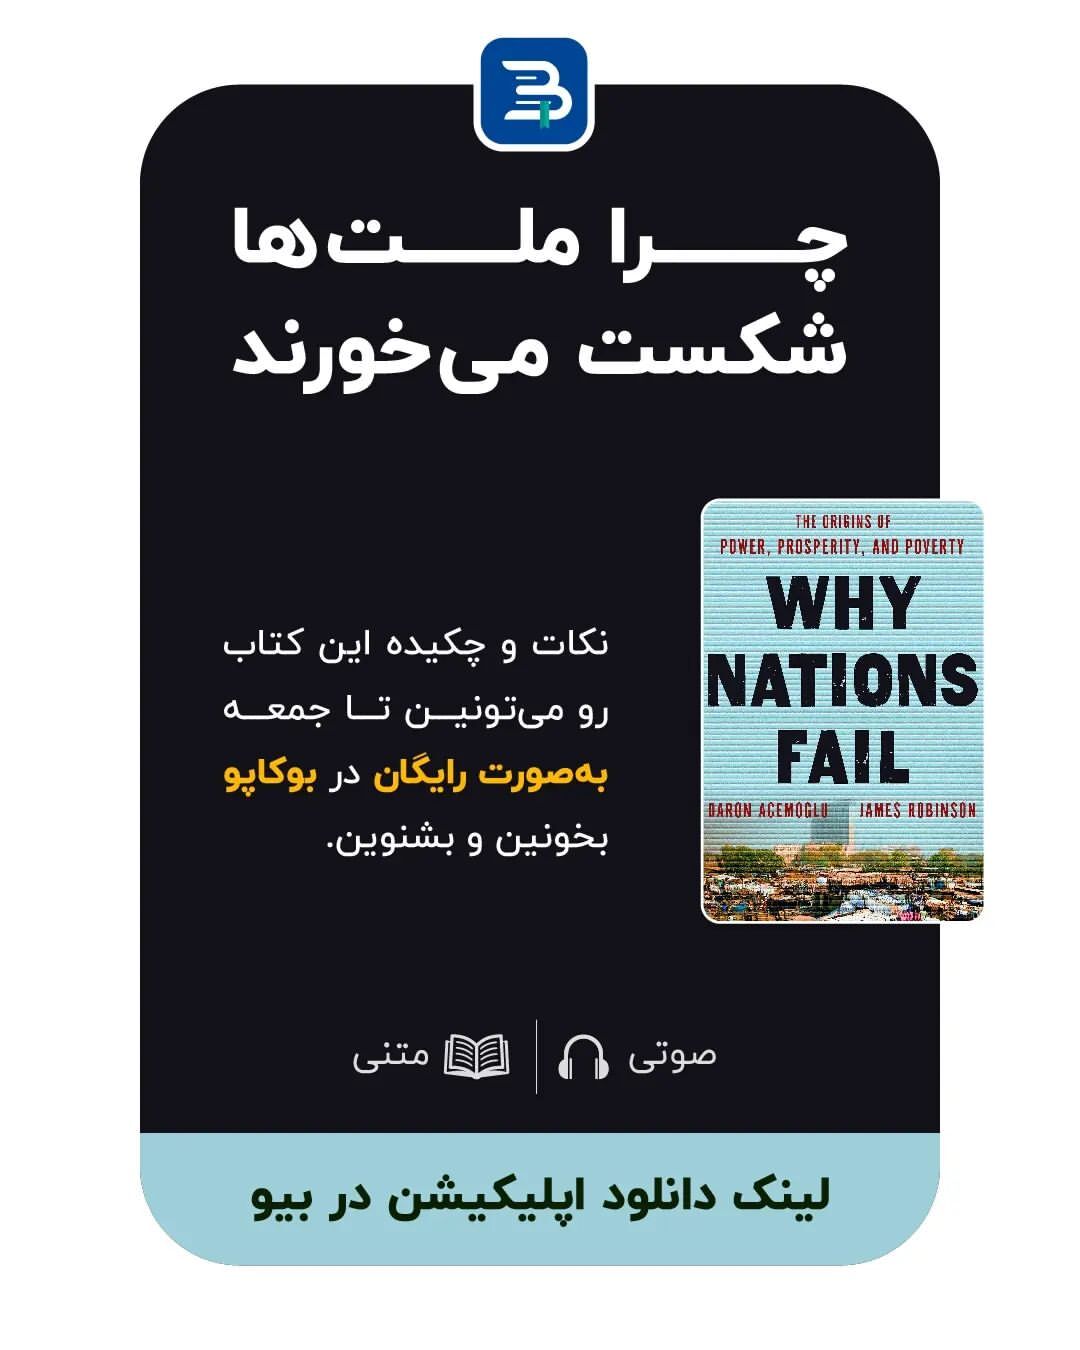 چرا ملت‌ها
شکست می‌خورند
THE ORIGINS OF
POWER, PROSPERITY, AND POVERTY
WHY
NATIONS
FAIL
DARON ACEMOGLU JAMES ROBINSON
نکات و چکیده این کتاب
رو می‌تونین تا جمعه
به‌صورت رایگان در بوکاپو
بخونین و بشنوین.
صوتی
متنی
لینک دانلود اپلیکیشن در بیو